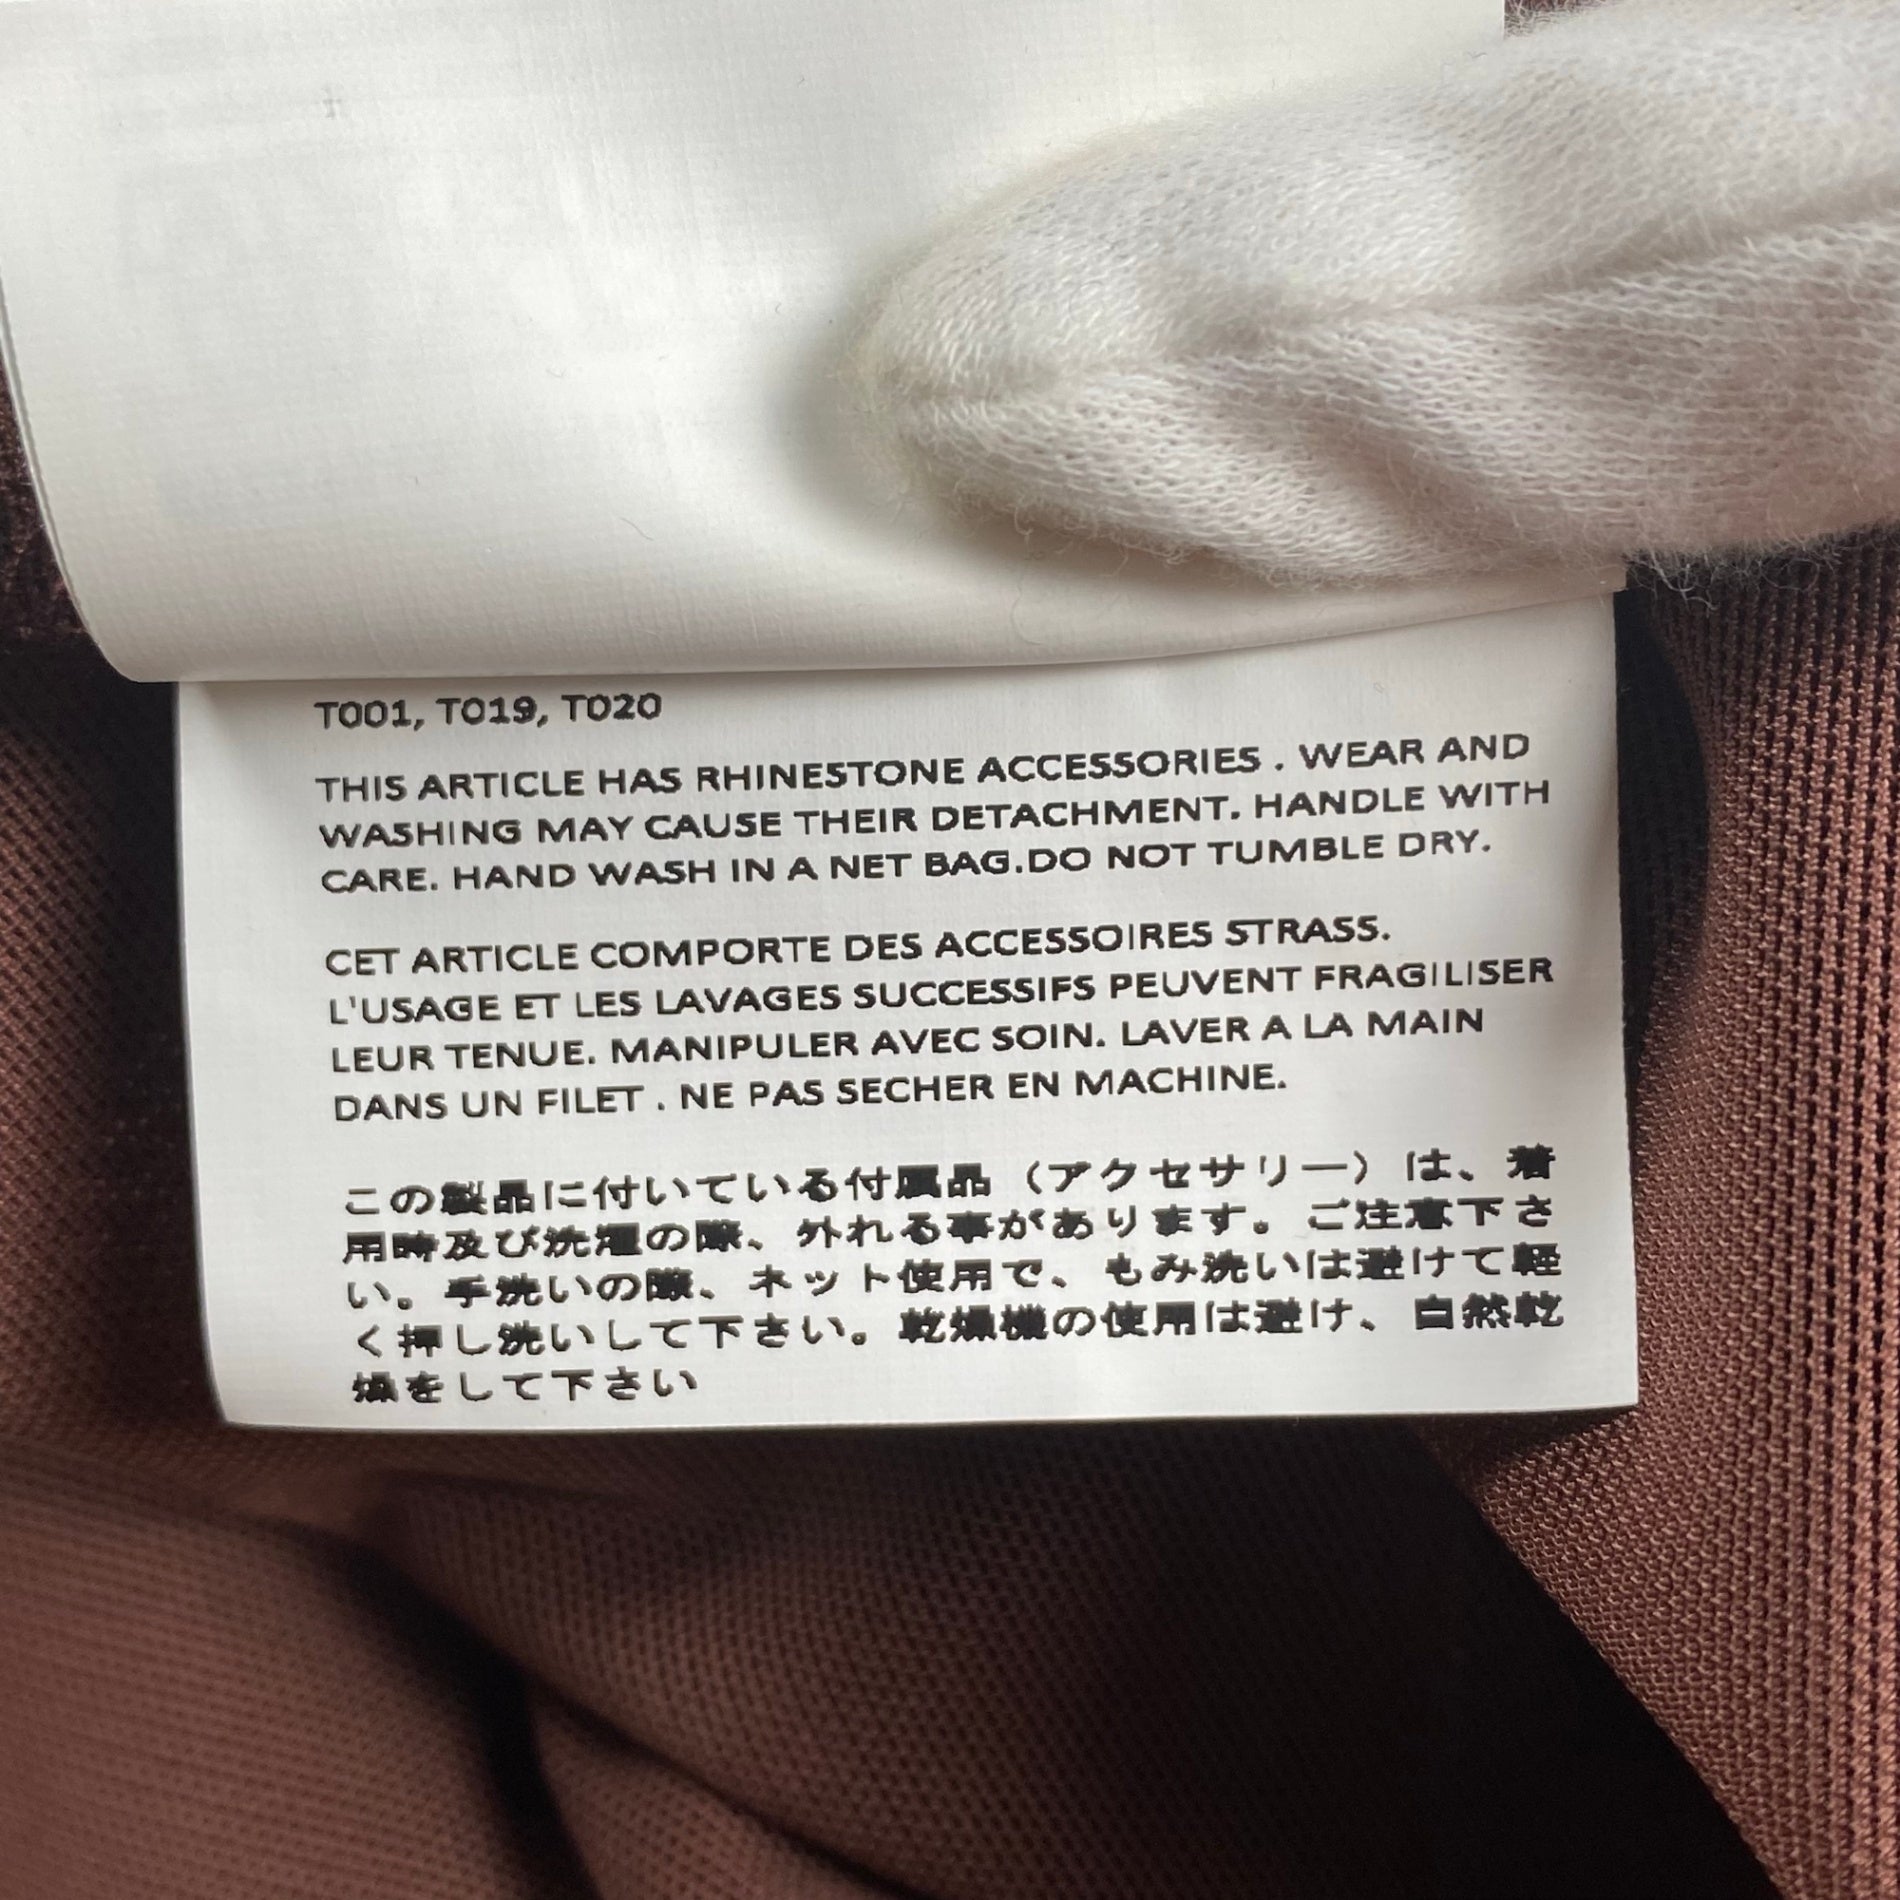 T001, T019, T020
THIS ARTICLE HAS RHINESTONE ACCESSORIES . WEAR AND
WASHING MAY CAUSE THEIR DETACHMENT. HANDLE WITH
CARE. HAND WASH IN A NET BAG.DO NOT TUMBLE DRY.
CET ARTICLE COMPORTE DES ACCESSOIRES STRASS.
L'USAGE ET LES LAVAGES SUCCESSIFS PEUVENT FRAGILISER
LEUR TENUE. MANIPULER AVEC SOIN. LAVER A LA MAIN
DANS UN FILET . NE PAS SECHER EN MACHINE.
この製品に付いている付属品（アクセサリー）は、着
用時及び洗濯の際、外れる事があります。ご注意下さ
い。手洗いの際、ネット使用で、もみ洗いは避けて軽
く押し洗いして下さい。乾燥機の使用は避け、自然乾
燥をして下さい